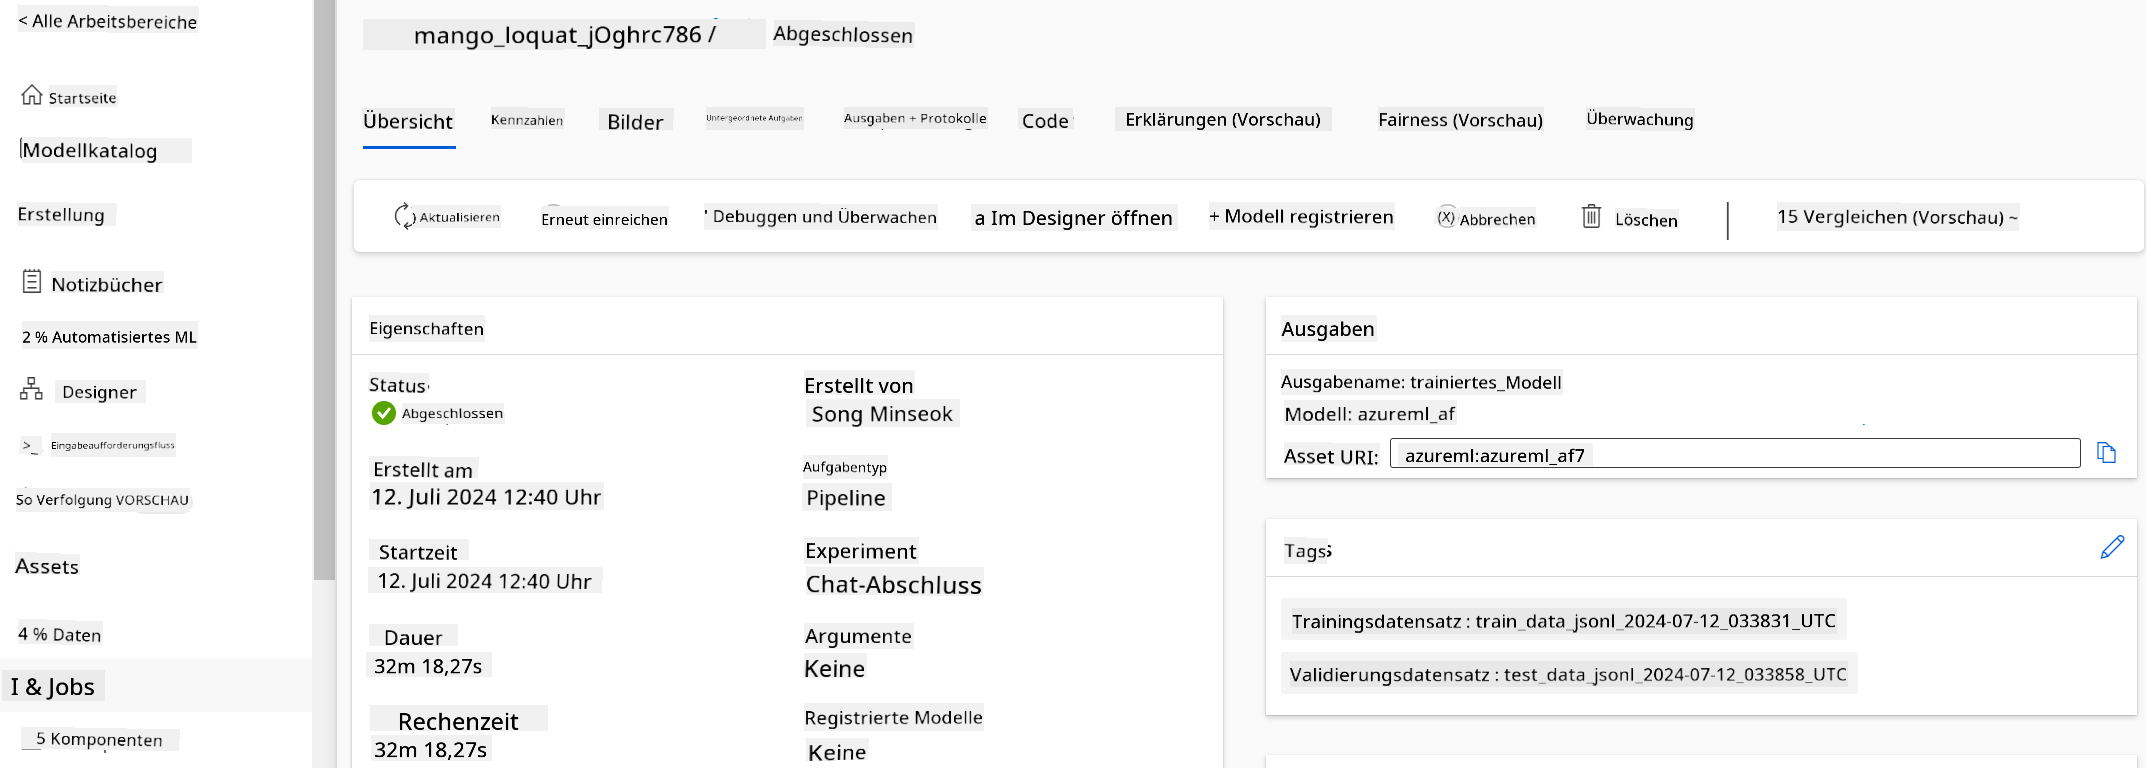 < Alle Arbeitsbereiche
Startseite
Modellkatalog
Erstellung
Notizbücher
2 % Automatisiertes ML
Designer
>_ Eingabeaufforderungsfluss
So Verfolgung VORSCHAU
Assets
4 % Daten
I & Jobs
5 Komponenten
mango_loquat_jOghrc786 / Abgeschlossen
Übersicht Kennzahlen Bilder Untergeordnete Aufgaben Ausgaben + Protokolle Code Erklärungen (Vorschau) Fairness (Vorschau) Überwachung
Aktualisieren Erneut einreichen ' Debuggen und Überwachen a Im Designer öffnen + Modell registrieren (X) Abbrechen Löschen | 15 Vergleichen (Vorschau) ~
Eigenschaften
Status
Abgeschlossen
Erstellt am
12. Juli 2024 12:40 Uhr
Startzeit
12. Juli 2024 12:40 Uhr
Dauer
32m 18,27s
Rechenzeit
32m 18,27s
Erstellt von
Song Minseok
Aufgabentyp
Pipeline
Experiment
Chat-Abschluss
Argumente
Keine
Registrierte Modelle
Keine
Ausgaben
Ausgabename: trainiertes_Modell
Modell: azureml_af
Asset URI: azureml:azureml_af7
Tags
Trainingsdatensatz : train_data_jsonl_2024-07-12_033831_UTC
Validierungsdatensatz : test_data_jsonl_2024-07-12_033858_UTC